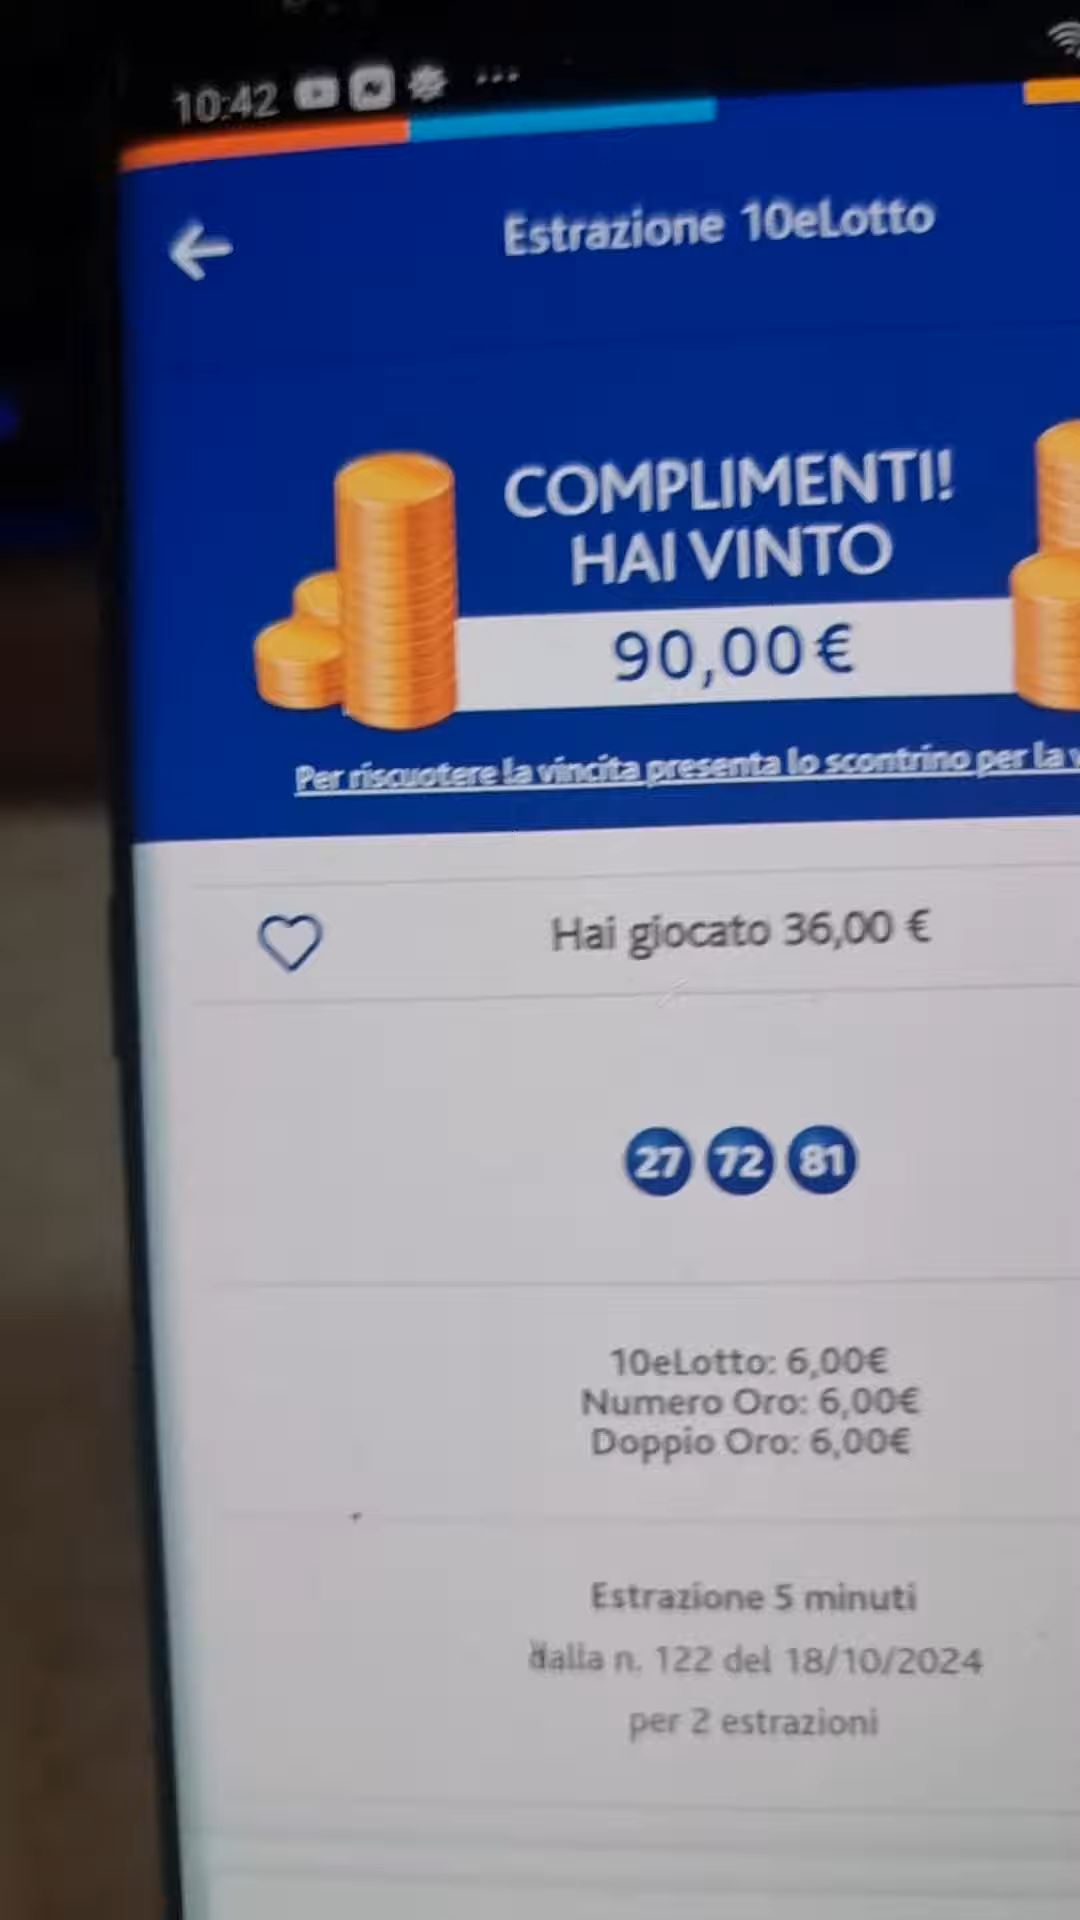 10:42
Estrazione 10eLotto
COMPLIMENTI!
HAI VINTO
90,00 €
Per riscuotere la vincita presenta lo scontrino per la
Hai giocato 36,00 €
27 72 81
10eLotto: 6,00€
Numero Oro: 6,00€
Doppio Oro: 6,00€
Estrazione 5 minuti
dalla n. 122 del 18/10/2024
per 2 estrazioni